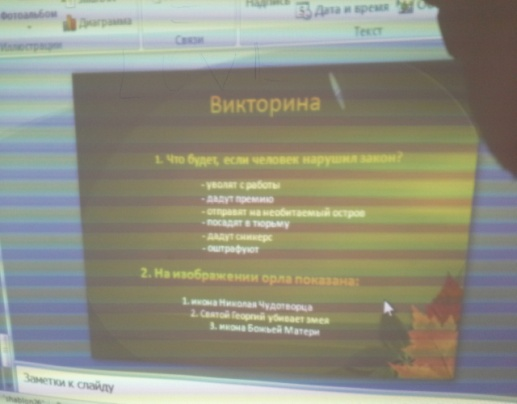 Фотоальбом
Диаграмма
Иллюстрации
Связи
Надпись
Дата и время
Текст
Викторина
1. Что будет, если человек нарушил закон?
- уволят с работы
- дадут премию
- отправят на необитаемый остров
- посадят в тюрьму
- дадут сникерс
- оштрафуют
2. На изображении орла показана:
1. икона Николая Чудотворца
2. Святой Георгий убивает змея
3. икона Божьей Матери
Заметки к слайду